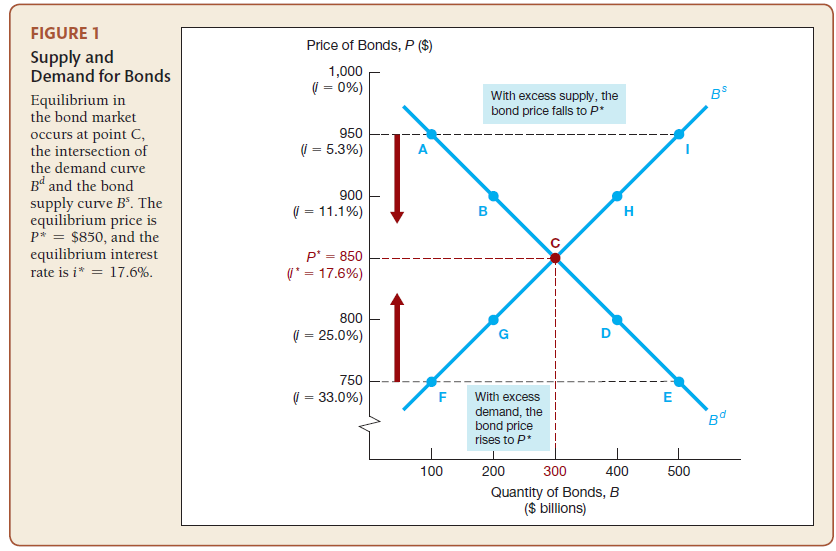 FIGURE 1
Supply and
Demand for Bonds
Equilibrium in
the bond market
occurs at point C,
the intersection of
the demand curve
Bᵈ and the bond
supply curve Bˢ. The
equilibrium price is
P* = $850, and the
equilibrium interest
rate is i* = 17.6%.
Price of Bonds, P ($)
1,000
(i = 0%)
With excess supply, the
bond price falls to P*
Bˢ
950
(i = 5.3%)
A
I
900
(i = 11.1%)
B
H
C
P* = 850
(i* = 17.6%)
800
(i = 25.0%)
G
D
750
(i = 33.0%)
F
With excess
demand, the
bond price
rises to P*
E
Bᵈ
100
200
300
400
500
Quantity of Bonds, B
($ billions)